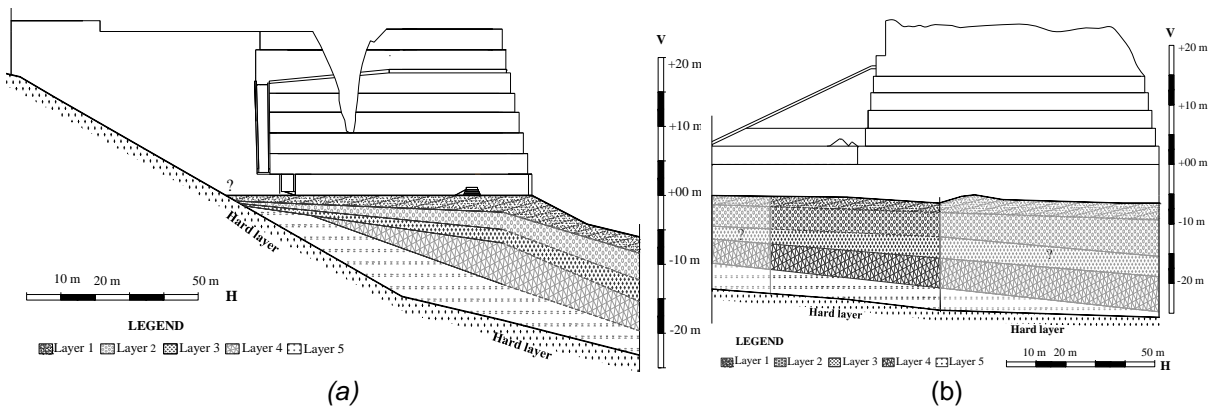 V
+20 m
+10 m
+00 m
-10 m
-20 m
?
Hard layer
Hard layer
10 m 20 m 50 m
H
LEGEND
Layer 1 Layer 2 Layer 3 Layer 4 Layer 5
(a)
V
+20 m
+10 m
+00 m
-10 m
-20 m
?
?
Hard layer
Hard layer
LEGEND
Layer 1 Layer 2 Layer 3 Layer 4 Layer 5
10 m 20 m 50 m
H
(b)